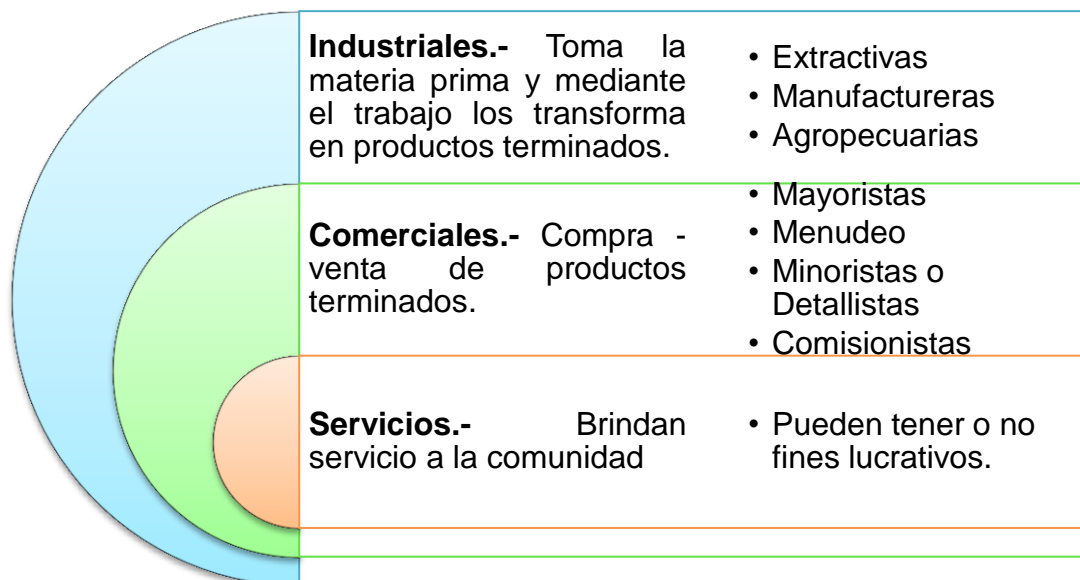 Industriales.- Toma la
materia prima y mediante
el trabajo los transforma
en productos terminados.
• Extractivas
• Manufactureras
• Agropecuarias
Comerciales.- Compra -
venta de productos
terminados.
• Mayoristas
• Menudeo
• Minoristas o
Detallistas
• Comisionistas
Servicios.- Brindan
servicio a la comunidad
• Pueden tener o no
fines lucrativos.